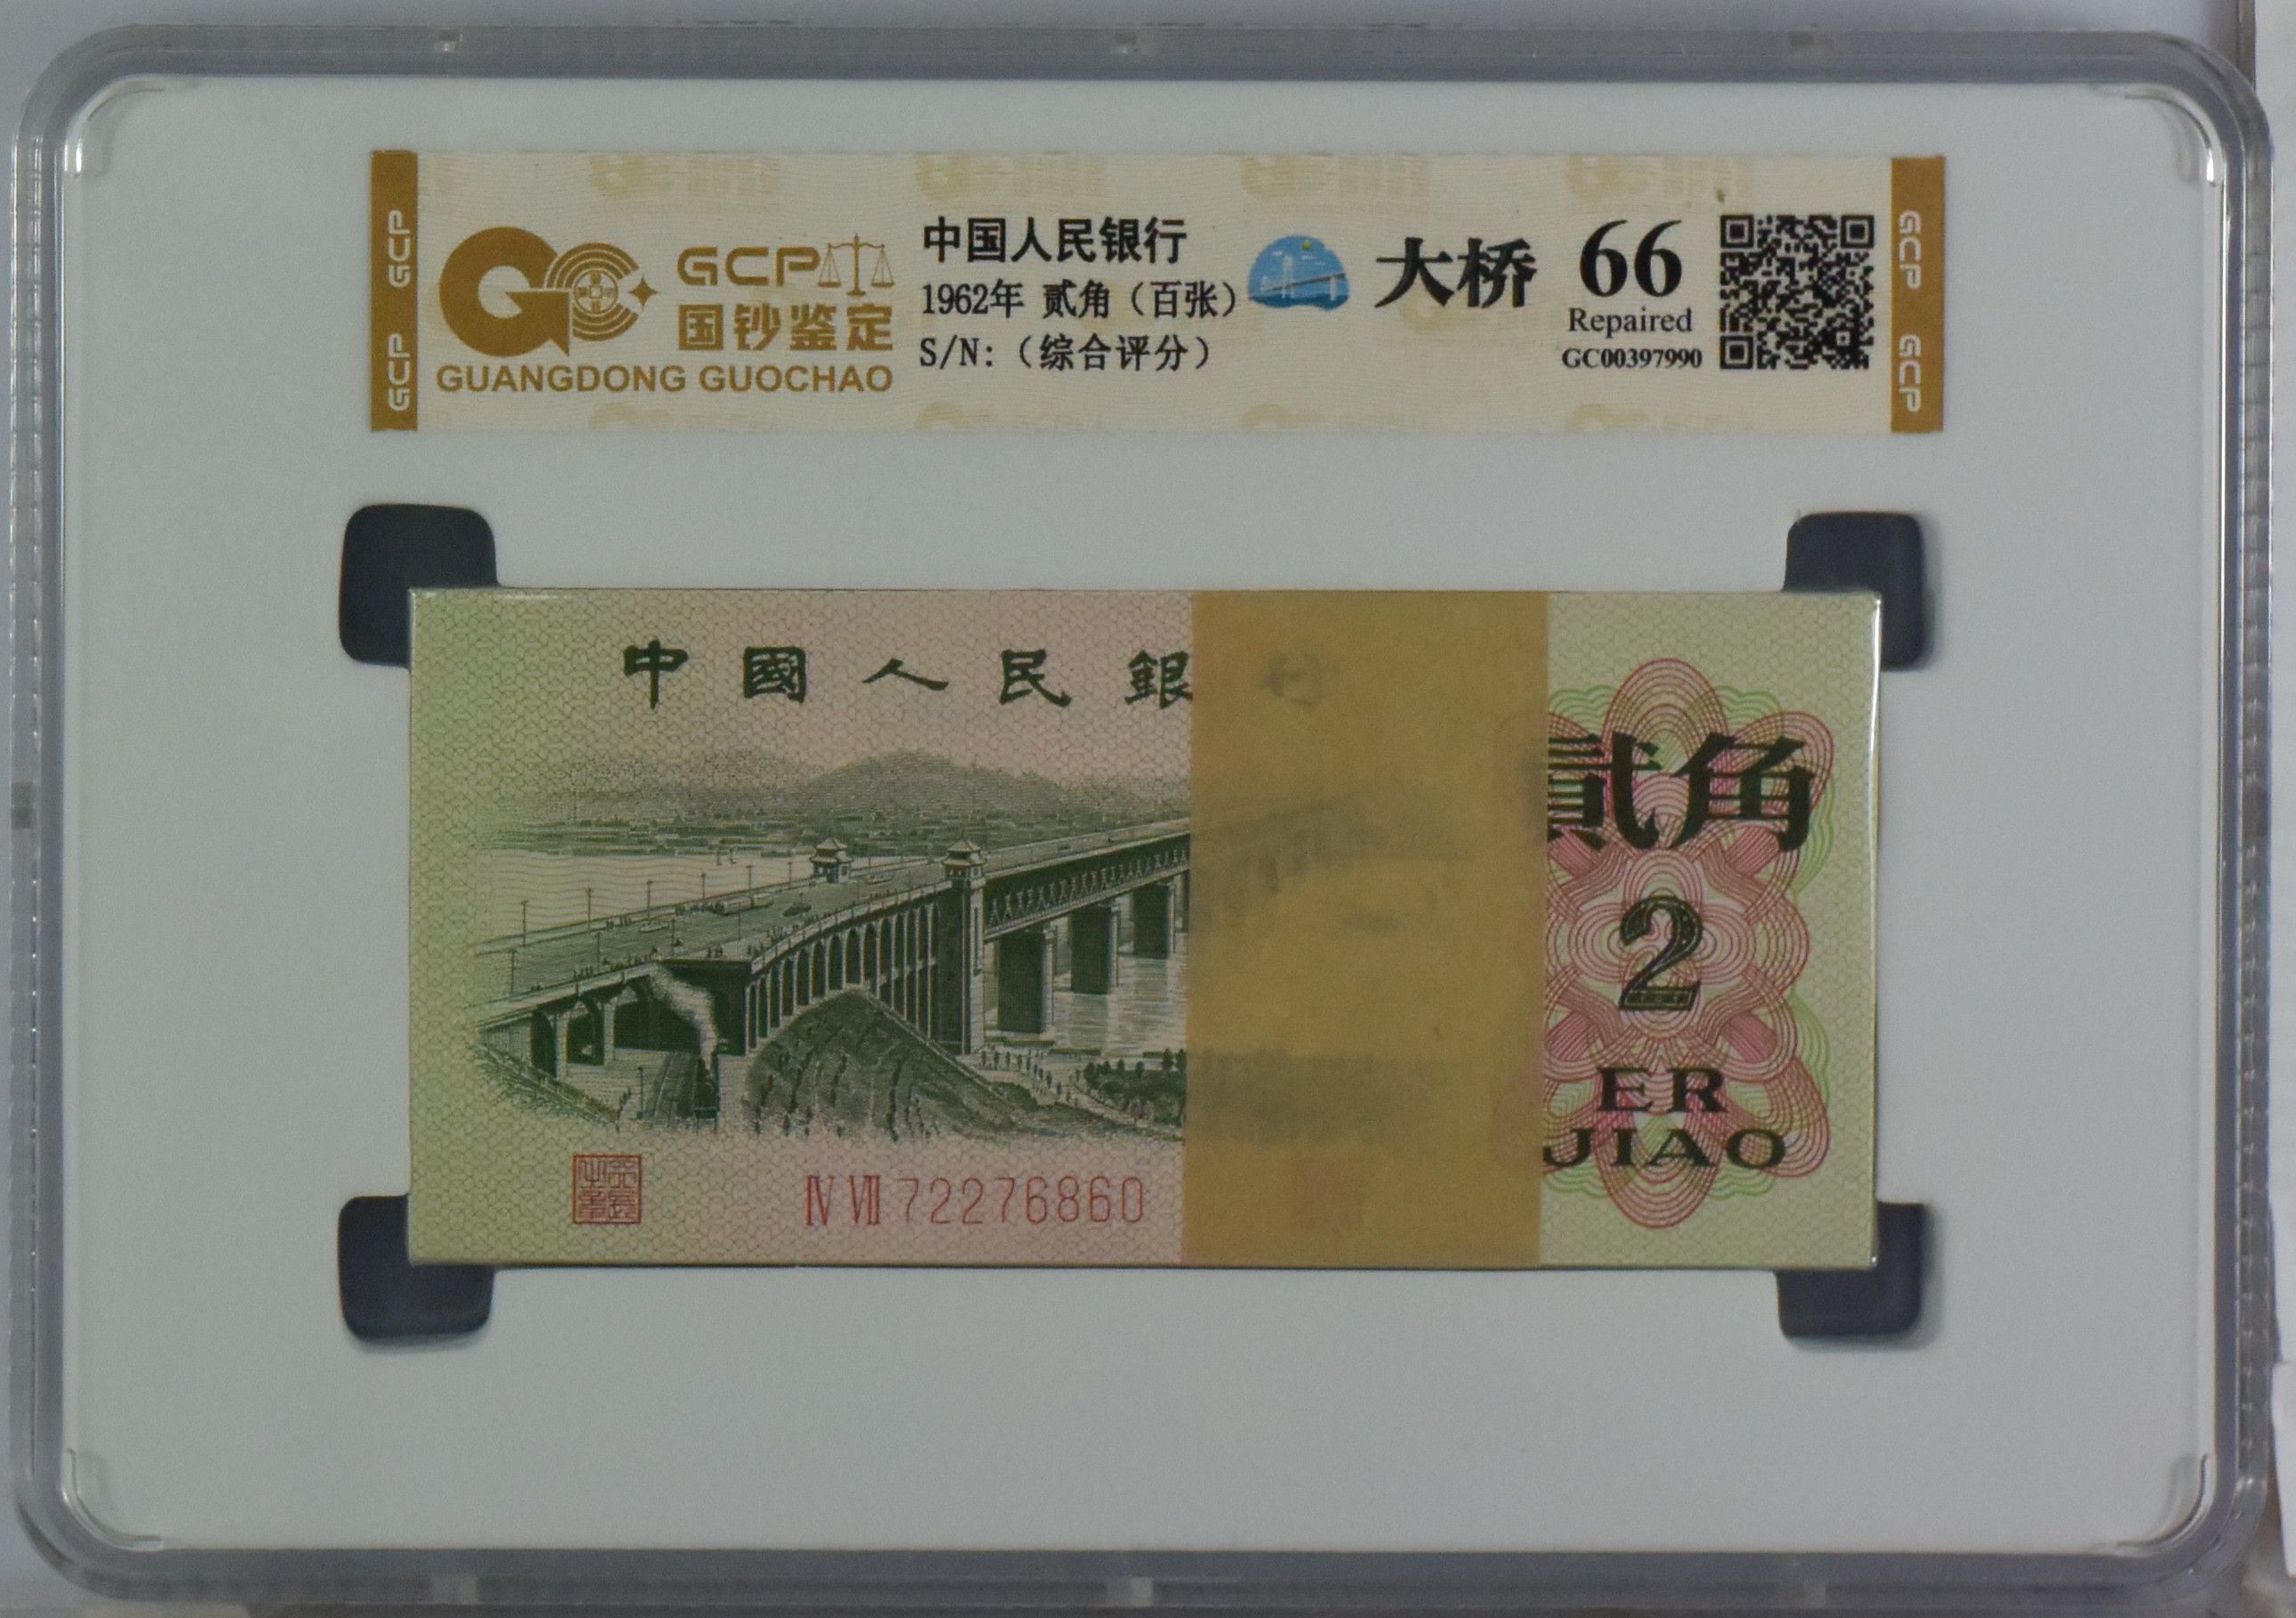 GCP GCP
GCP
国钞鉴定
GUANGDONG GUOCHAO
中国人民银行
1962年 贰角（百张）
S/N:（综合评分）
大桥
66
Repaired
GC00397990
GCP GCP
中國人民銀行
貳角
2
ER
JIAO
Ⅳ Ⅶ 72276860